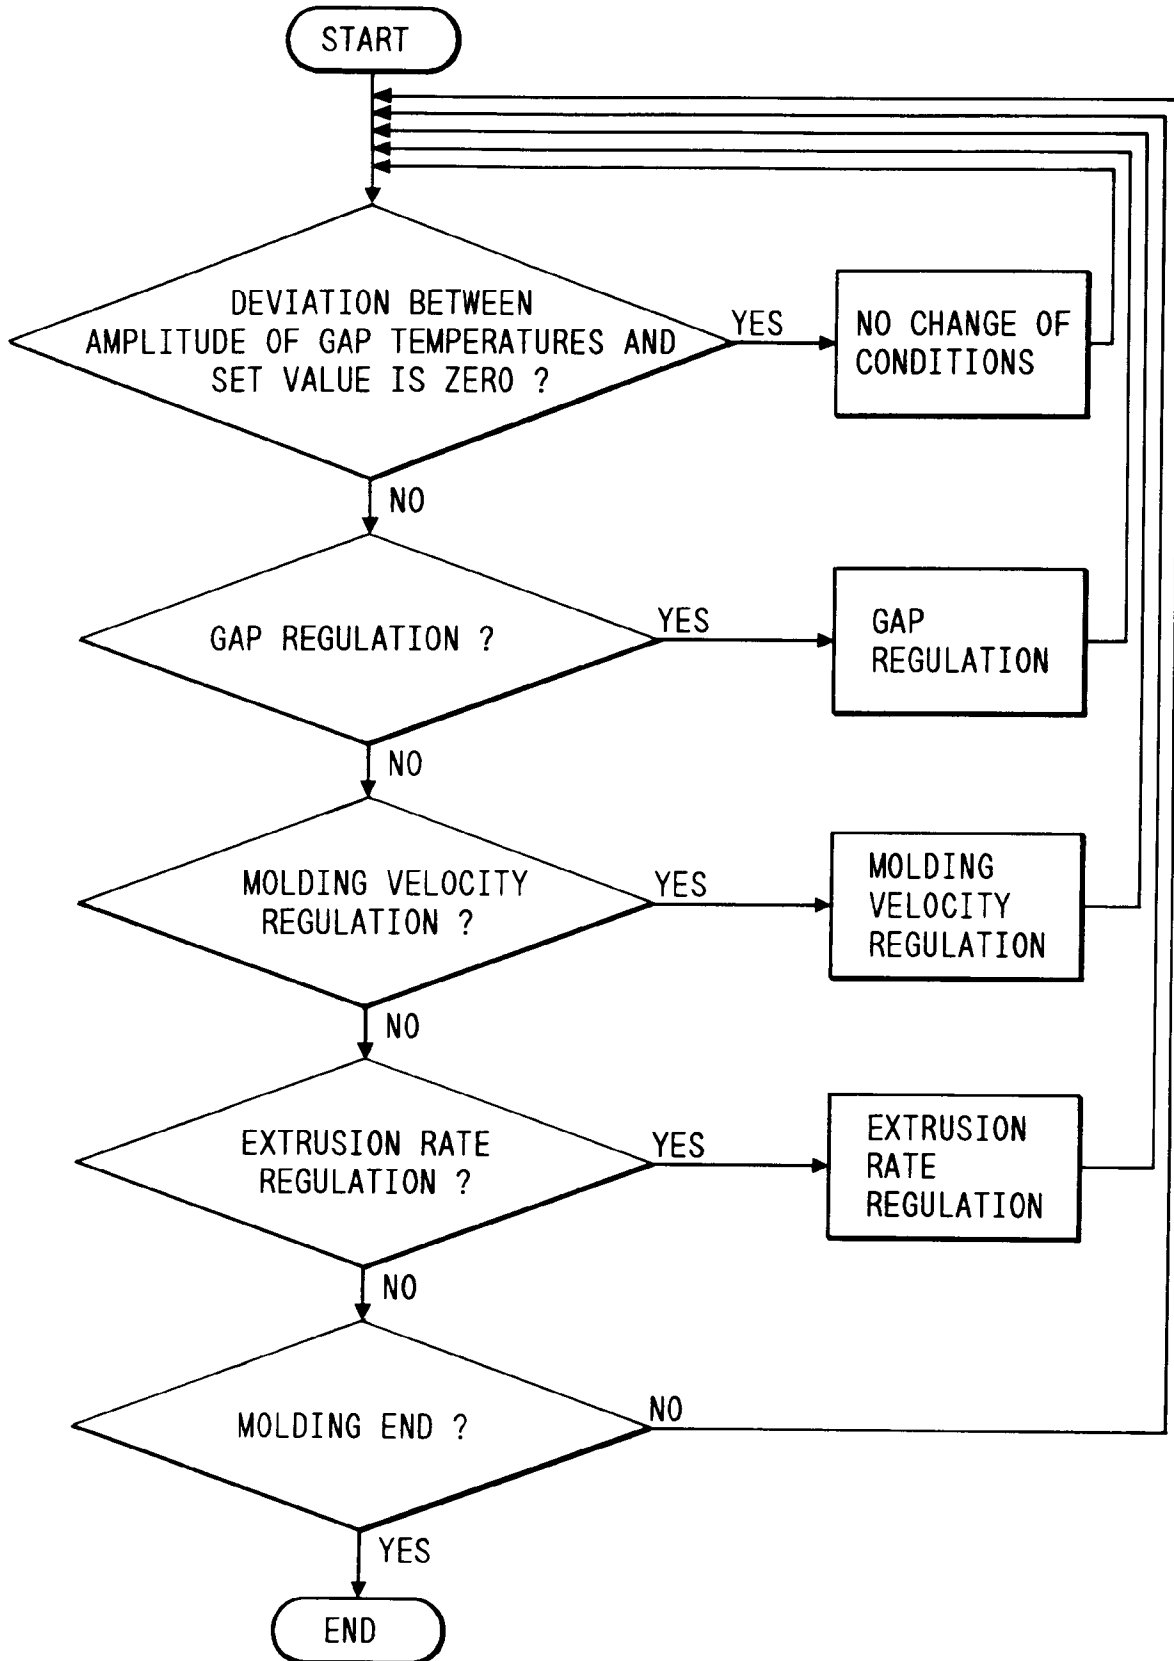 START
DEVIATION BETWEEN
AMPLITUDE OF GAP TEMPERATURES AND
SET VALUE IS ZERO ?
YES
NO CHANGE OF
CONDITIONS
NO
GAP REGULATION ?
YES
GAP
REGULATION
NO
MOLDING VELOCITY
REGULATION ?
YES
MOLDING
VELOCITY
REGULATION
NO
EXTRUSION RATE
REGULATION ?
YES
EXTRUSION
RATE
REGULATION
NO
MOLDING END ?
NO
YES
END